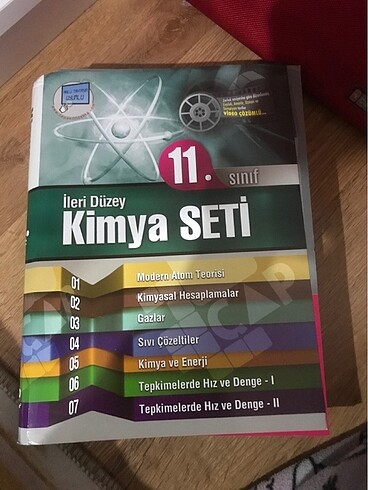 11. sınıf
İleri Düzey
Kimya SETİ
01 Modern Atom Teorisi
02 Kimyasal Hesaplamalar
03 Gazlar
04 Sıvı Çözeltiler
05 Kimya ve Enerji
06 Tepkimelerde Hız ve Denge - I
07 Tepkimelerde Hız ve Denge - II
VİDEO ÇÖZÜMLÜ...
ÇAP